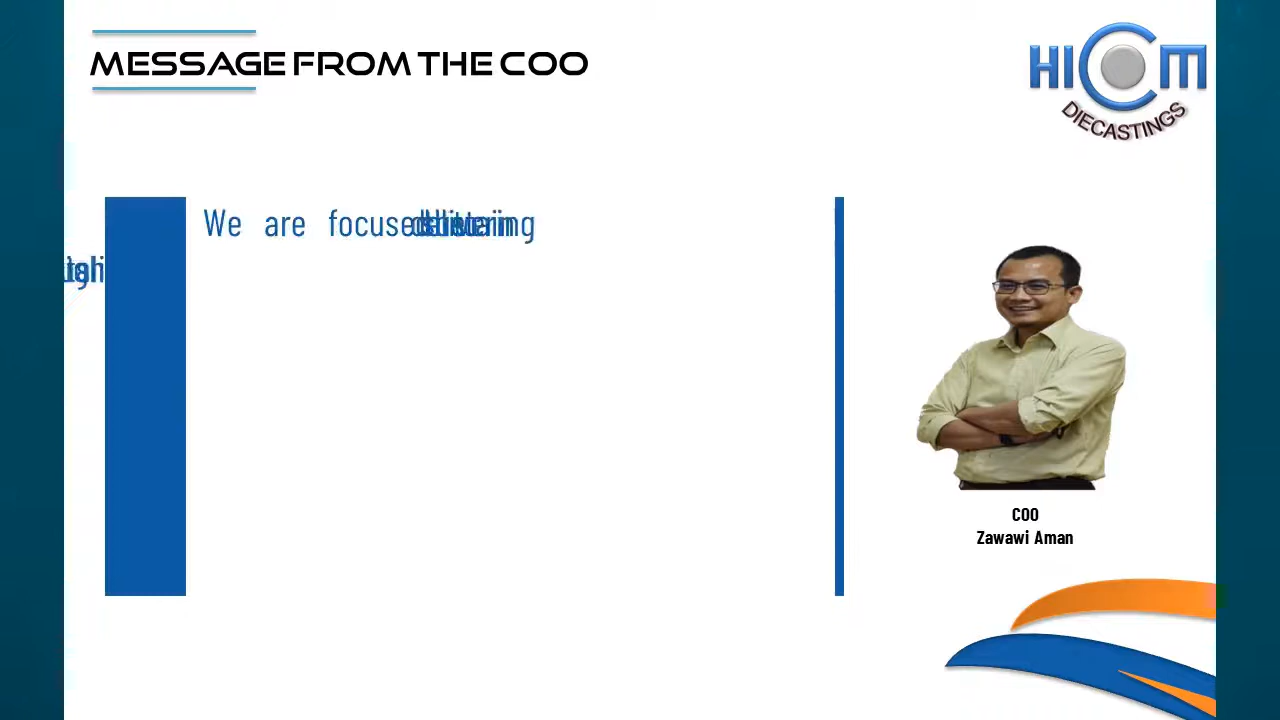 MESSAGE FROM THE COO
HICOM
DIECASTINGS
We are focused
COO
Zawawi Aman